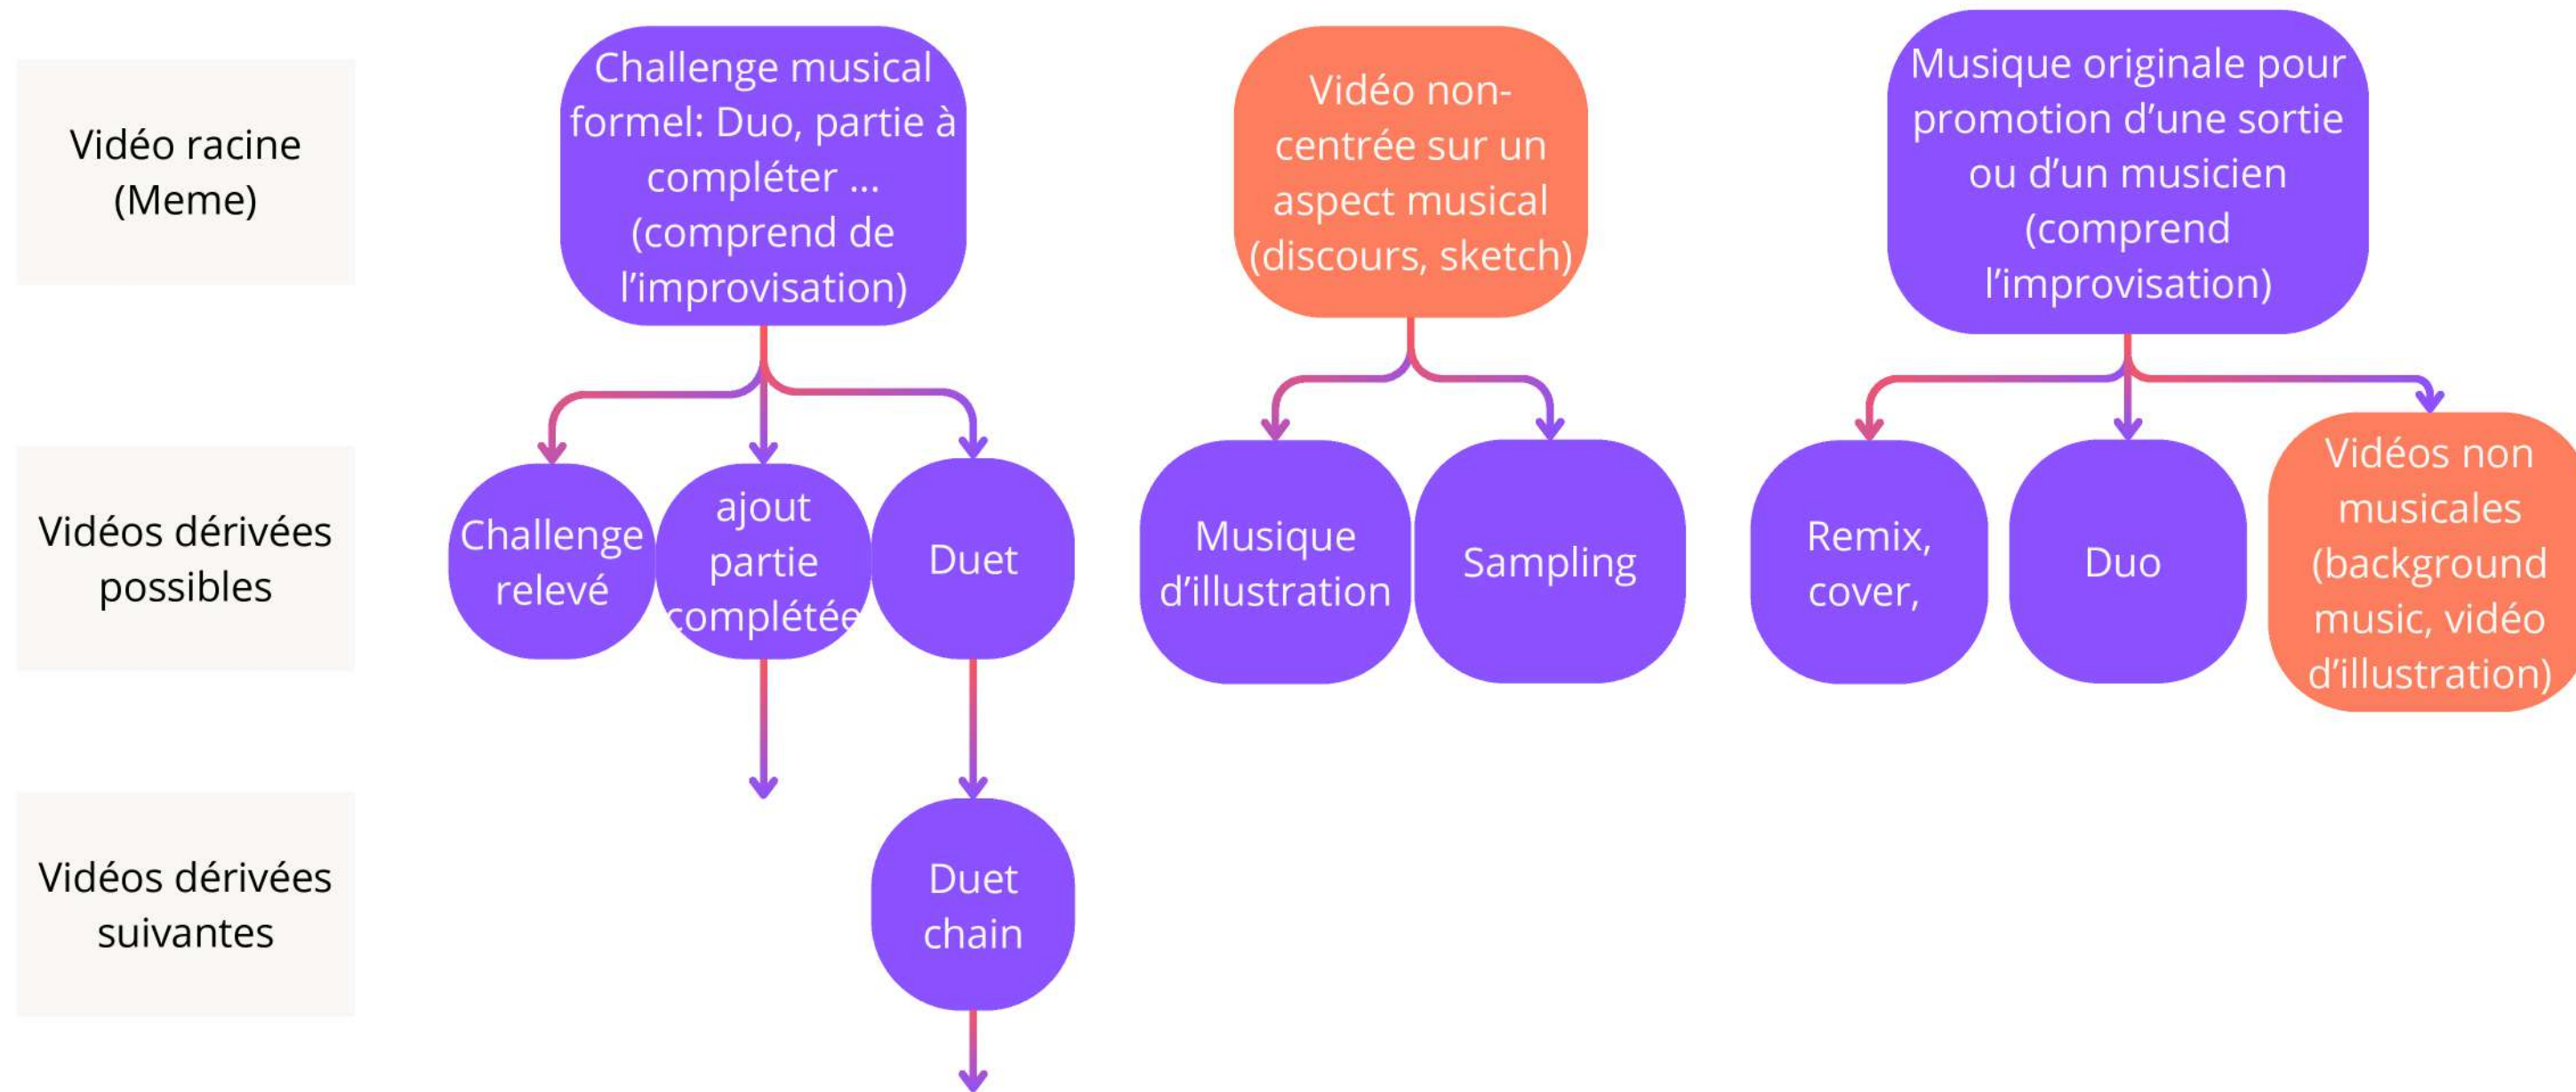 Vidéo racine
(Meme)
Challenge musical
formel: Duo, partie à
compléter ...
(comprend de
l’improvisation)
Vidéo non-
centrée sur un
aspect musical
(discours, sketch)
Musique originale pour
promotion d’une sortie
ou d’un musicien
(comprend
l’improvisation)
Vidéos dérivées
possibles
Challenge
relevé
ajout
partie
complétée
Duet
Musique
d’illustration
Sampling
Remix,
cover,
Duo
Vidéos non
musicales
(background
music, vidéo
d’illustration)
Vidéos dérivées
suivantes
Duet
chain